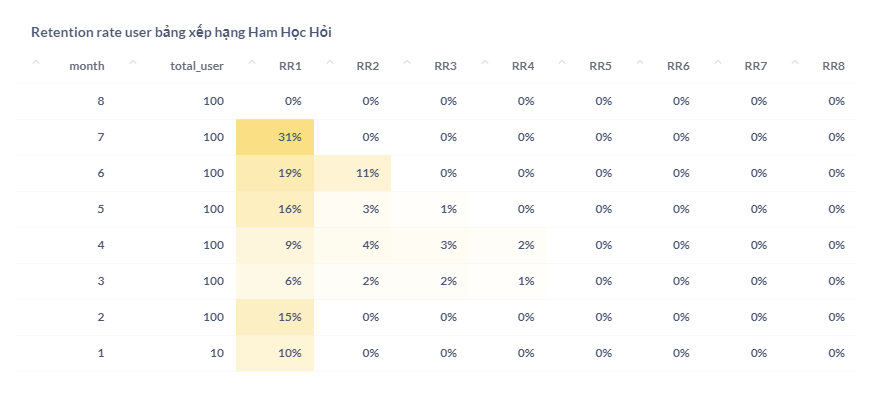 Retention rate user bảng xếp hạng Ham Học Hỏi
month total_user RR1 RR2 RR3 RR4 RR5 RR6 RR7 RR8
8 100 0% 0% 0% 0% 0% 0% 0% 0%
7 100 31% 0% 0% 0% 0% 0% 0% 0%
6 100 19% 11% 0% 0% 0% 0% 0% 0%
5 100 16% 3% 1% 0% 0% 0% 0% 0%
4 100 9% 4% 3% 2% 0% 0% 0% 0%
3 100 6% 2% 2% 1% 0% 0% 0% 0%
2 100 15% 0% 0% 0% 0% 0% 0% 0%
1 10 10% 0% 0% 0% 0% 0% 0% 0%